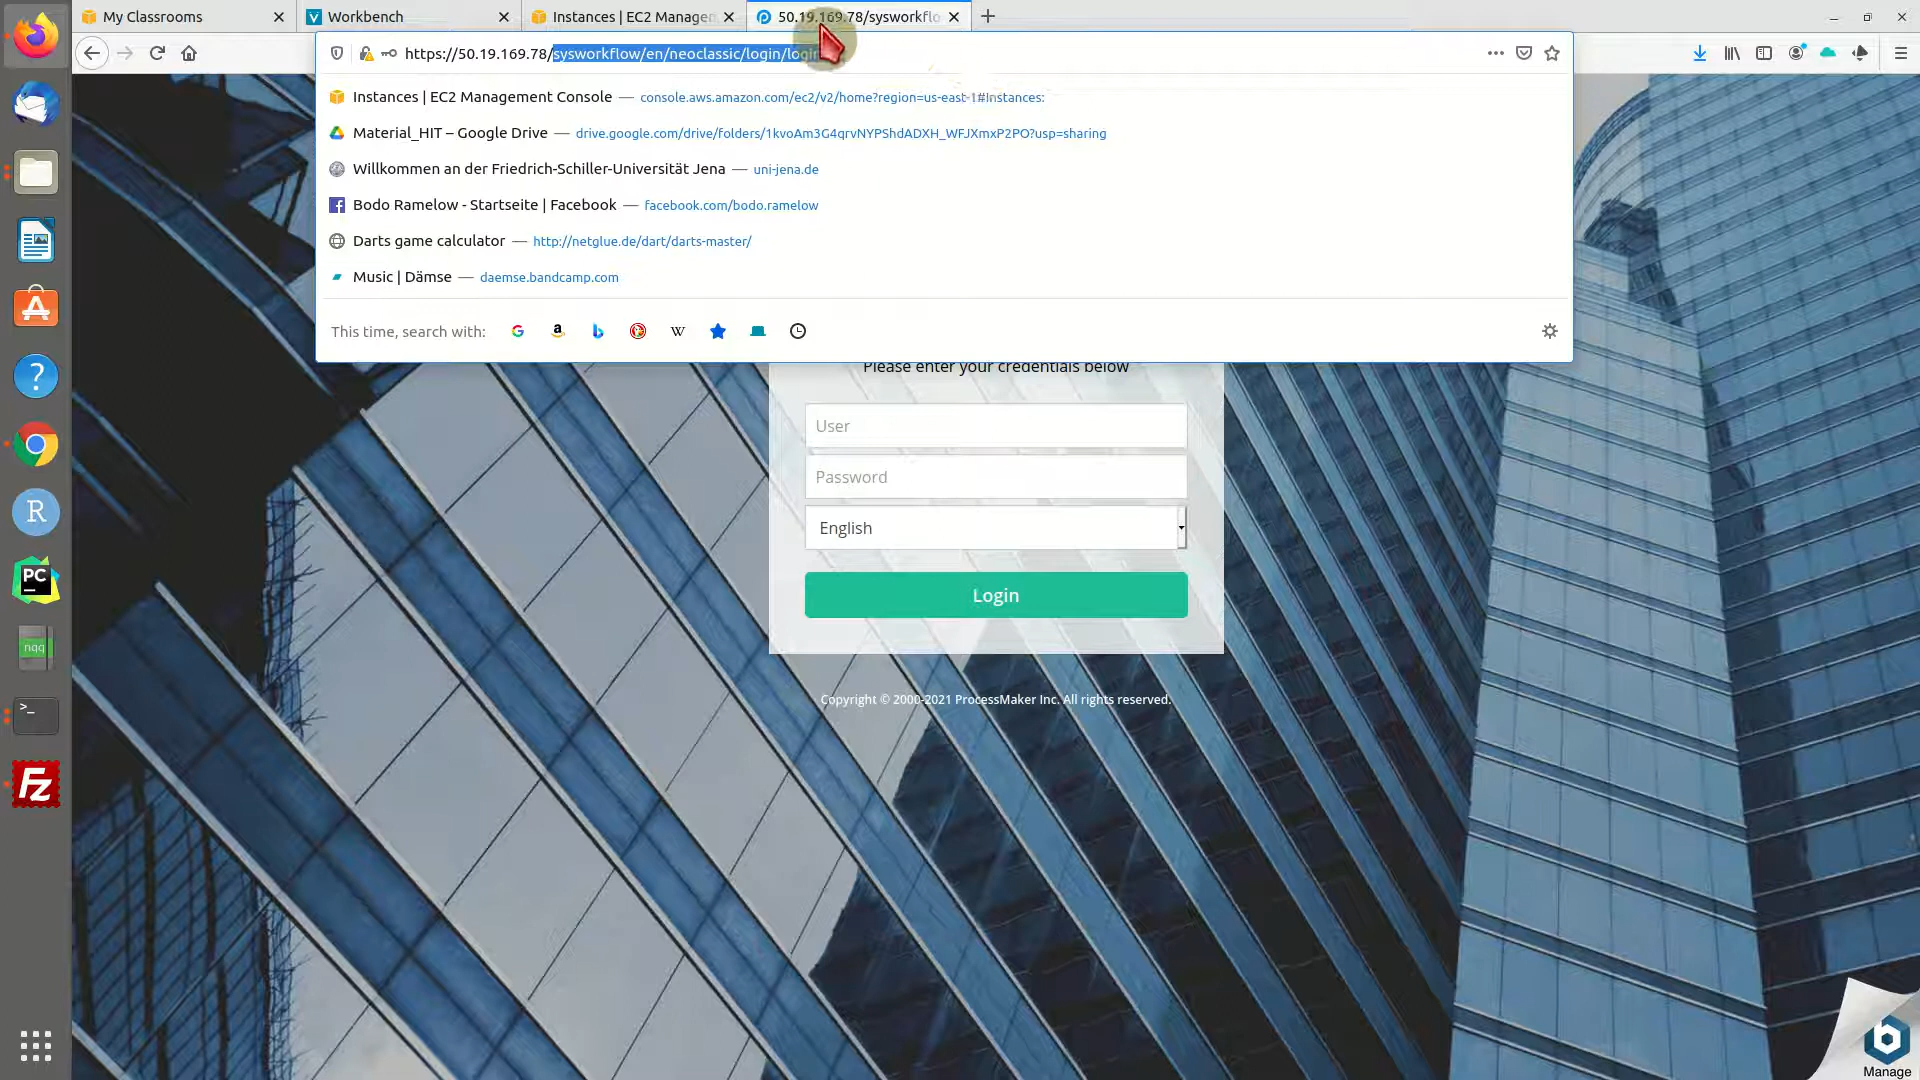 My Classrooms
Workbench
Instances | EC2 Managem
50.19.169.78/sysworkflo
https://50.19.169.78/sysworkflow/en/neoclassic/login/login
Instances | EC2 Management Console — console.aws.amazon.com/ec2/v2/home?region=us-east-1#Instances:
Material_HIT – Google Drive — drive.google.com/drive/folders/1kvoAm3G4qrvNYPShdADXH_WFJXmxP2PO?usp=sharing
Willkommen an der Friedrich-Schiller-Universität Jena — uni-jena.de
Bodo Ramelow - Startseite | Facebook — facebook.com/bodo.ramelow
Darts game calculator — http://netglue.de/dart/darts-master/
Music | Dämse — daemse.bandcamp.com
This time, search with:
Please enter your credentials below
User
Password
English
Login
Copyright © 2000-2021 ProcessMaker Inc. All rights reserved.
R
PC
nqq
>_
FZ
Manage